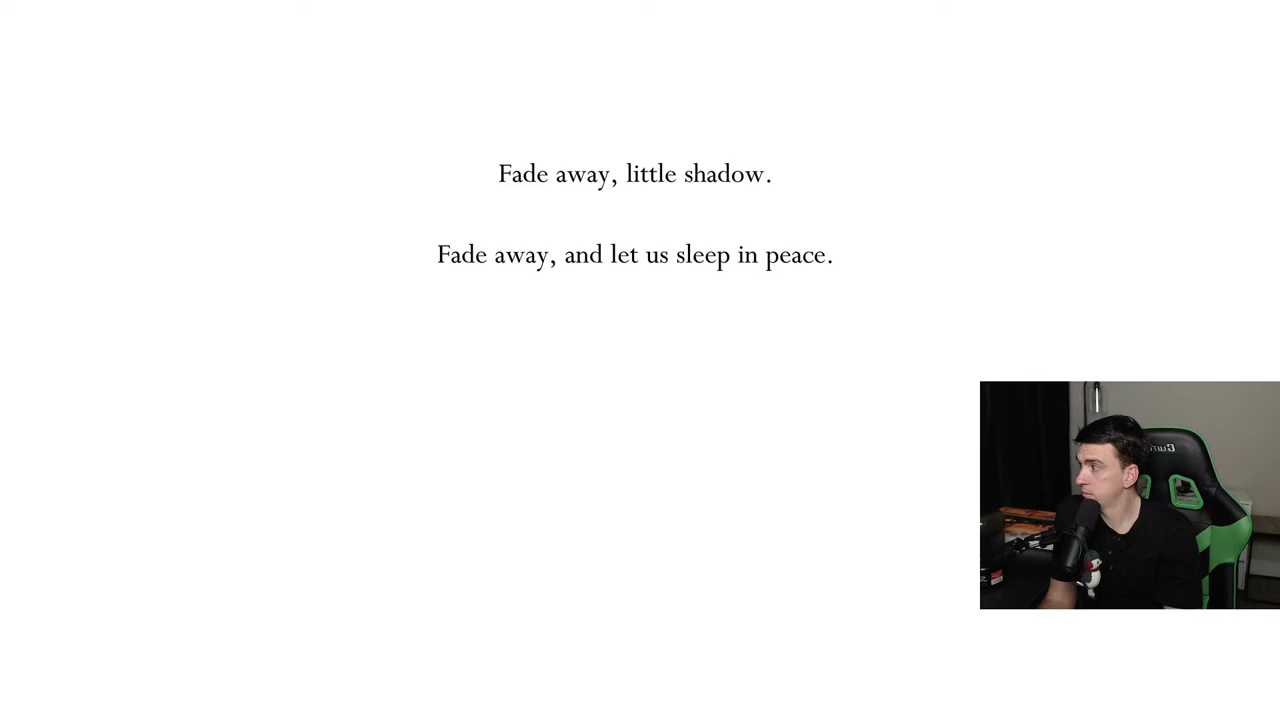 Fade away, little shadow.
Fade away, and let us sleep in peace.